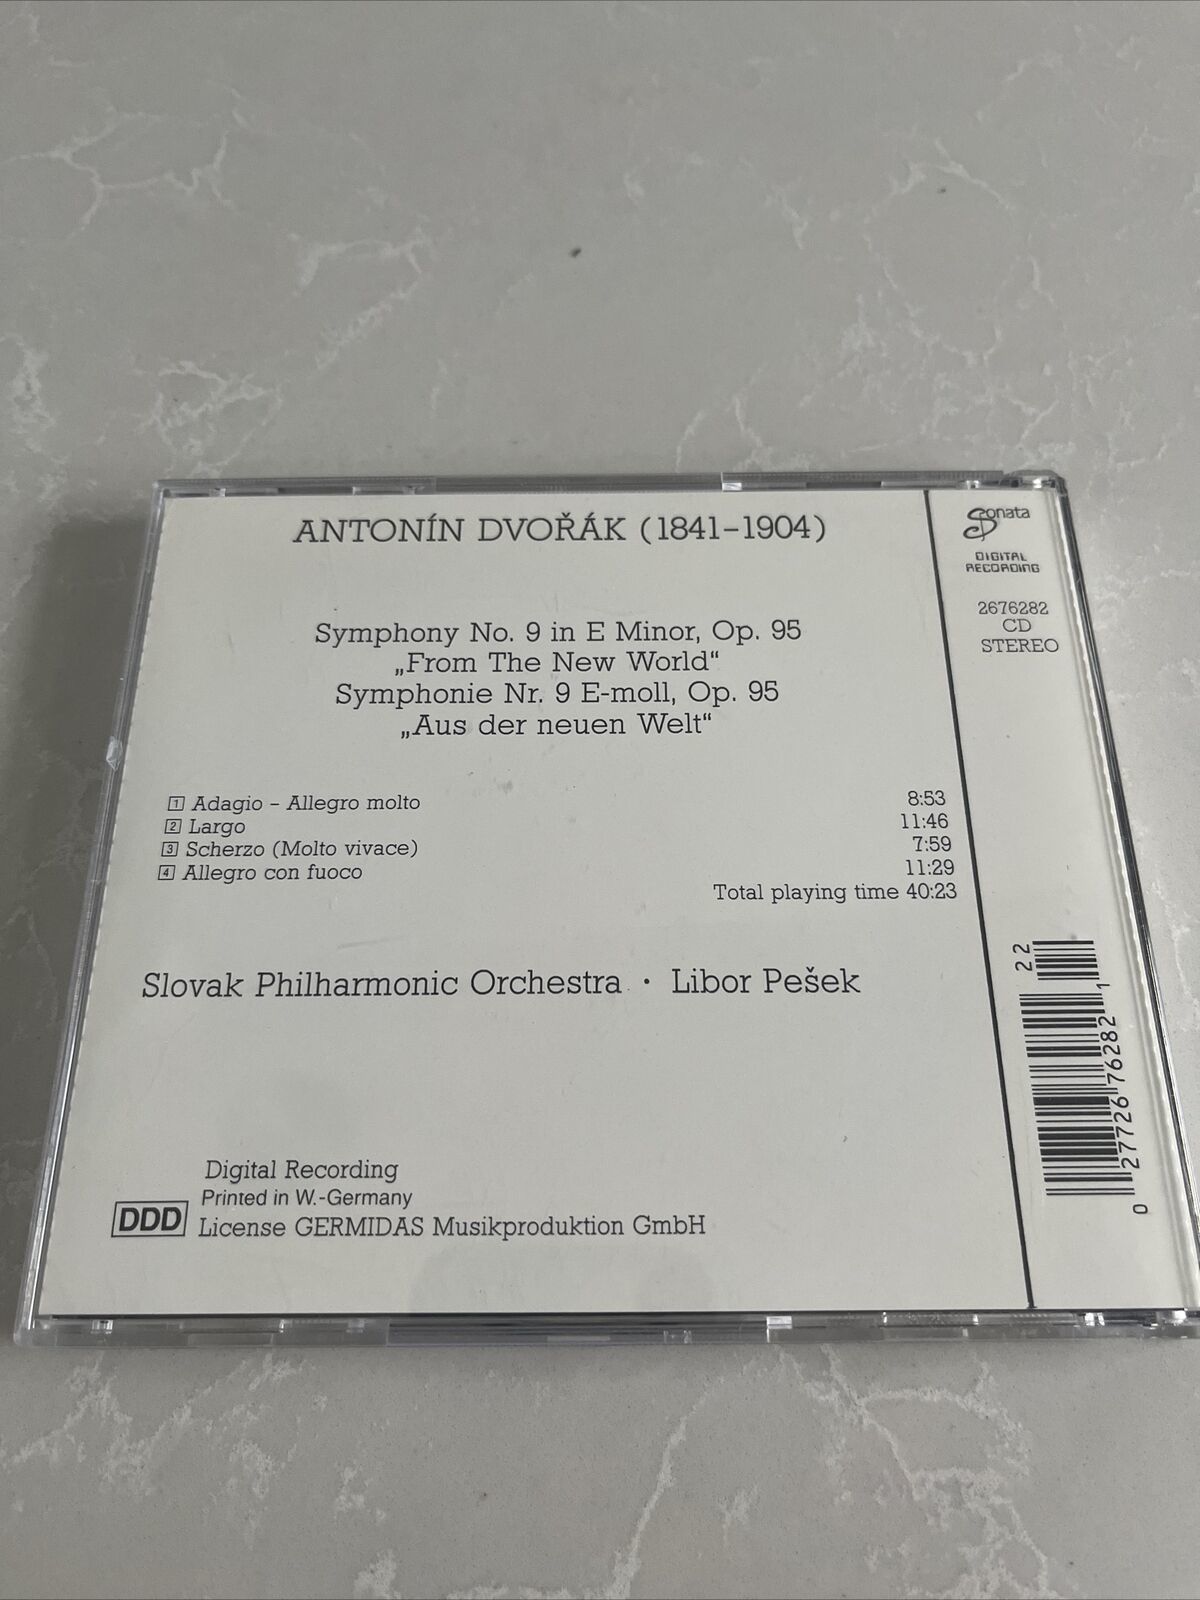 ANTONÍN DVOŘÁK (1841–1904)
Symphony No. 9 in E Minor, Op. 95
„From The New World“
Symphonie Nr. 9 E-moll, Op. 95
„Aus der neuen Welt“
1 Adagio – Allegro molto 8:53
2 Largo 11:46
3 Scherzo (Molto vivace) 7:59
4 Allegro con fuoco 11:29
Total playing time 40:23
Slovak Philharmonic Orchestra · Libor Pešek
Digital Recording
Printed in W.-Germany
DDD License GERMIDAS Musikproduktion GmbH
Sonata
DIGITAL
RECORDING
2676282
CD
STEREO
22
0 27726 76282 1